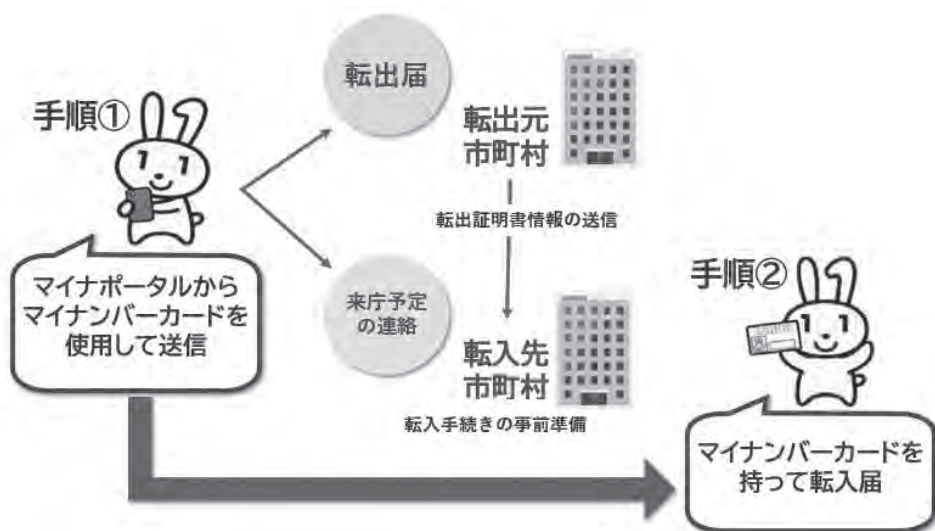 手順①
マイナポータルから
マイナンバーカードを
使用して送信
転出届
転出元
市町村
転出証明書情報の送信
来庁予定
の連絡
転入先
市町村
転入手続きの事前準備
手順②
マイナンバーカードを
持って転入届